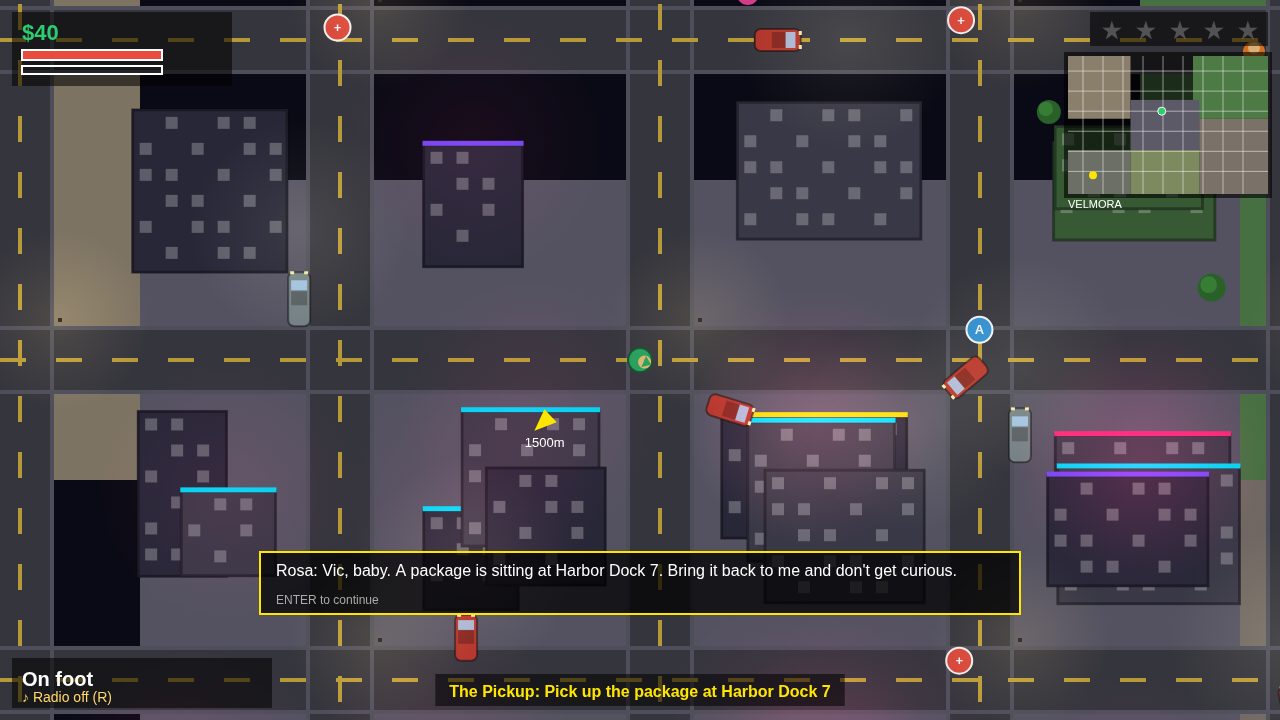 $40
+
+
★ ★ ★ ★ ★
VELMORA
A
1500m
Rosa: Vic, baby. A package is sitting at Harbor Dock 7. Bring it back to me and don't get curious.
ENTER to continue
+
On foot
♪ Radio off (R)
The Pickup: Pick up the package at Harbor Dock 7